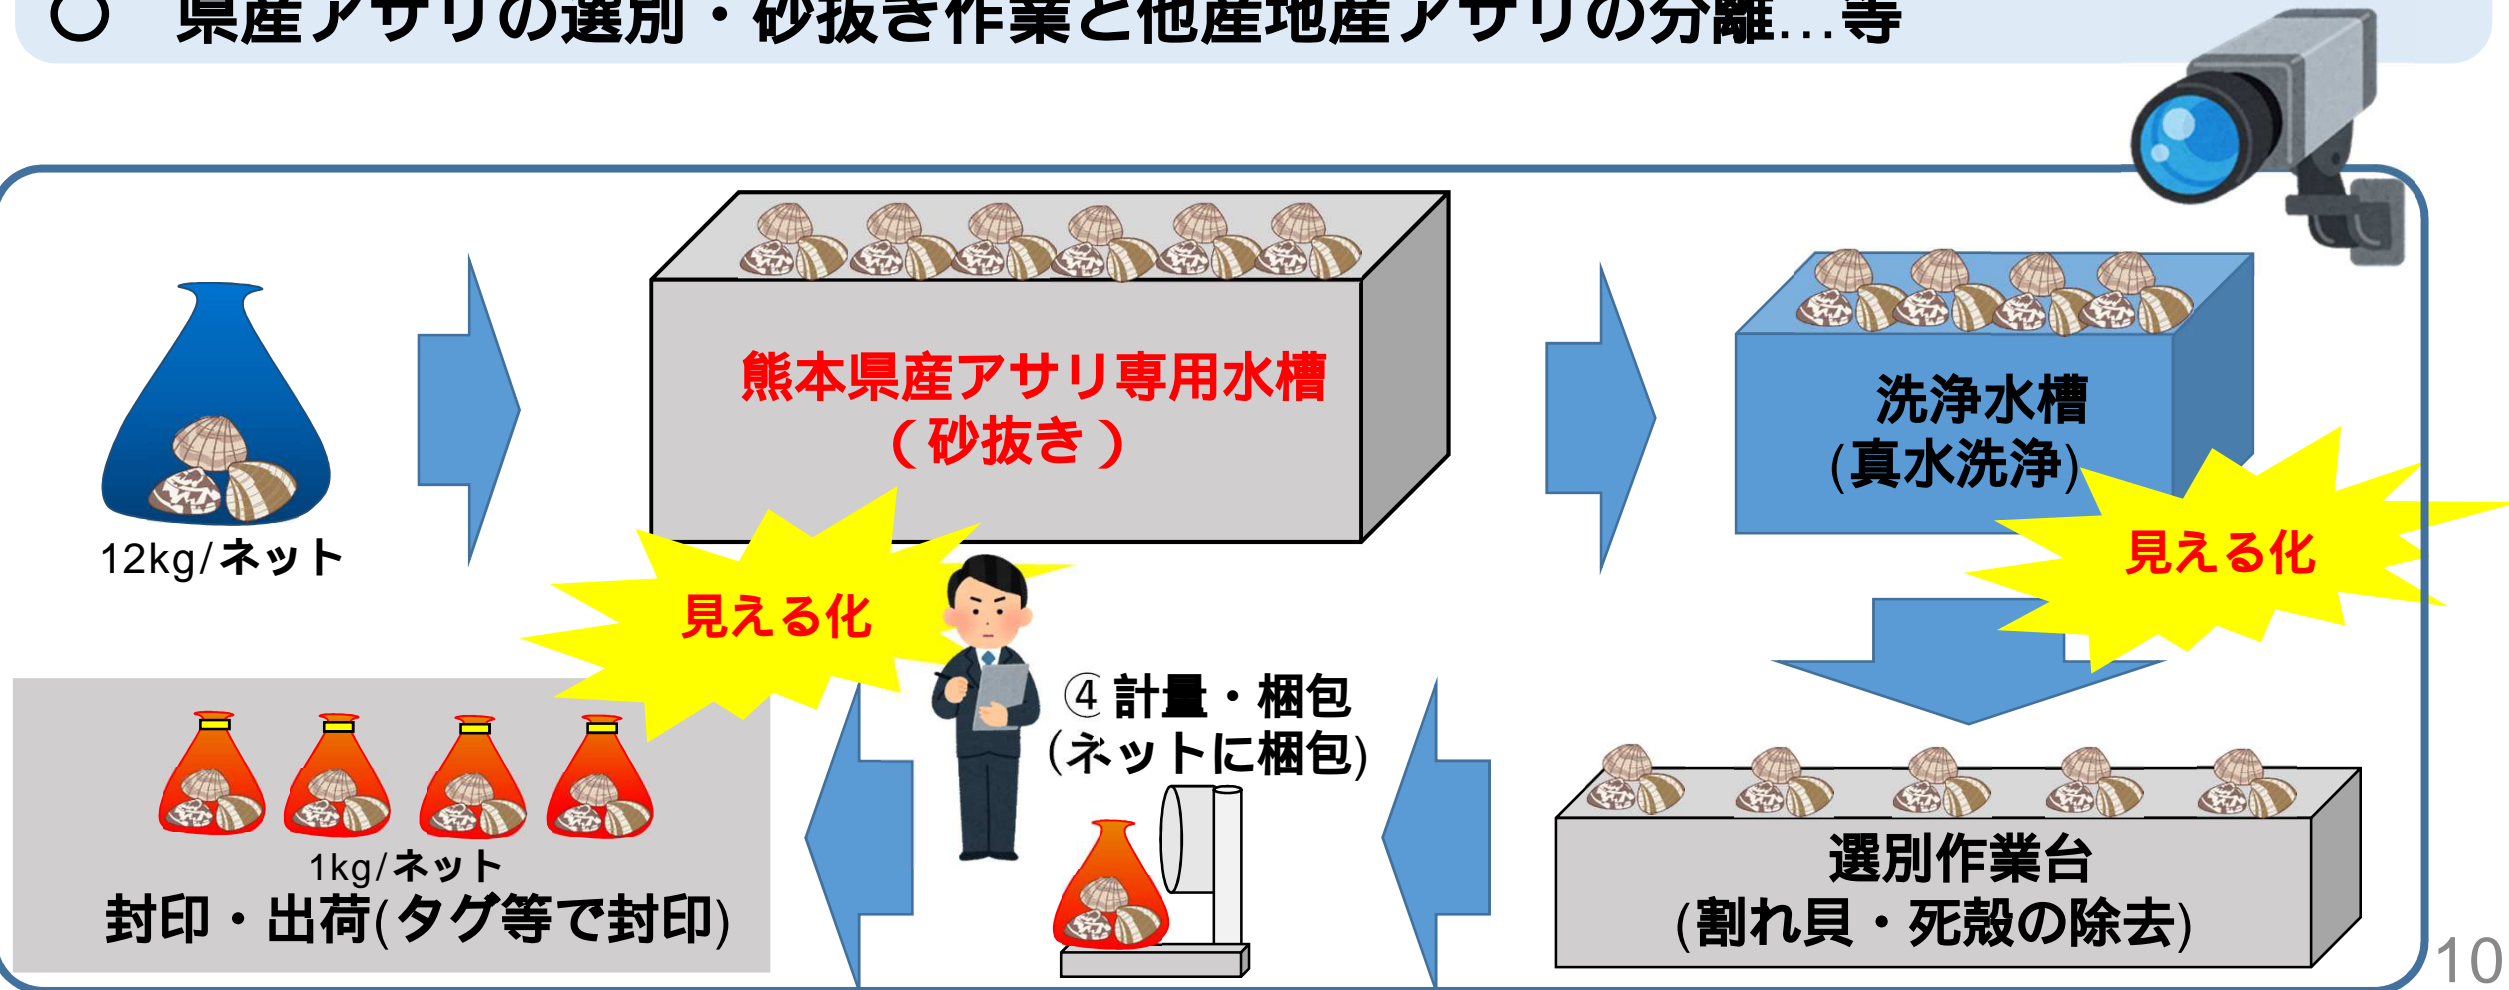 ○ 県産アサリの選別・砂抜き作業と他産地産アサリの分離…等
熊本県産アサリ専用水槽
(砂抜き)
洗浄水槽
(真水洗浄)
12kg/ネット
見える化
見える化
④ 計量・梱包
(ネットに梱包)
選別作業台
(割れ貝・死殻の除去)
1kg/ネット
封印・出荷(タグ等で封印)
10